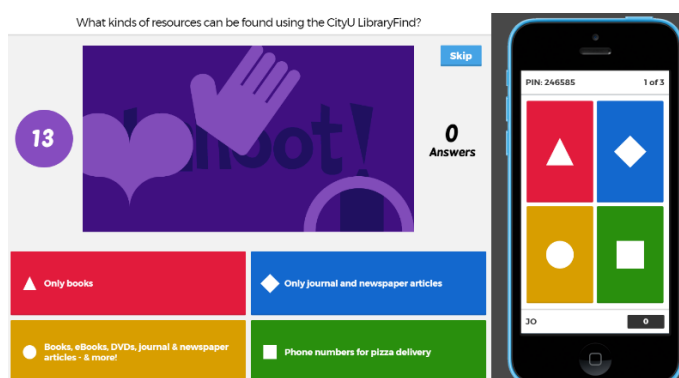 What kinds of resources can be found using the CityU LibraryFind?
Skip
13
Kahoot!
0
Answers
Only books
Only journal and newspaper articles
Books, eBooks, DVDs, journal & newspaper
articles - & more!
Phone numbers for pizza delivery
PIN: 246585
1 of 3
JO
0